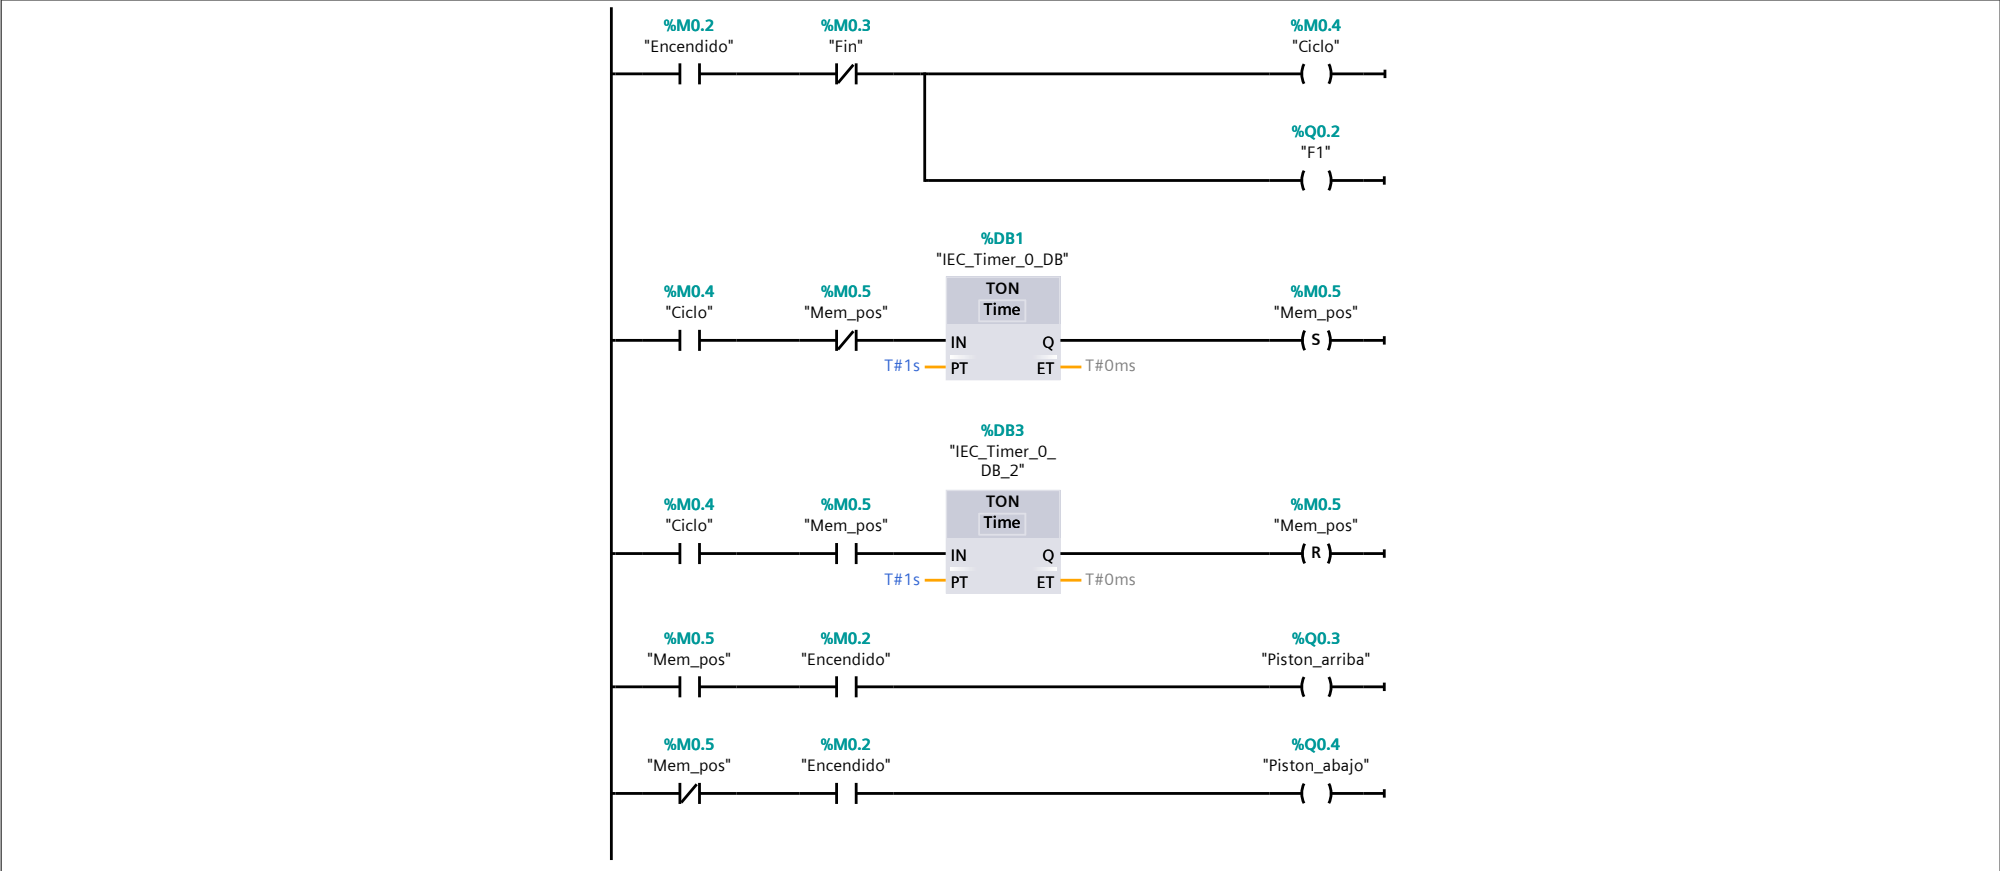 %M0.2 %M0.3 %M0.4
"Encendido" "Fin" "Ciclo"
%Q0.2
"F1"
%DB1
"IEC_Timer_0_DB"
%M0.4 %M0.5 TON %M0.5
"Ciclo" "Mem_pos" Time "Mem_pos"
IN Q S
T#1s PT ET T#0ms
%DB3
"IEC_Timer_0_
DB_2"
%M0.4 %M0.5 TON %M0.5
"Ciclo" "Mem_pos" Time "Mem_pos"
IN Q R
T#1s PT ET T#0ms
%M0.5 %M0.2 %Q0.3
"Mem_pos" "Encendido" "Piston_arriba"
%M0.5 %M0.2 %Q0.4
"Mem_pos" "Encendido" "Piston_abajo"